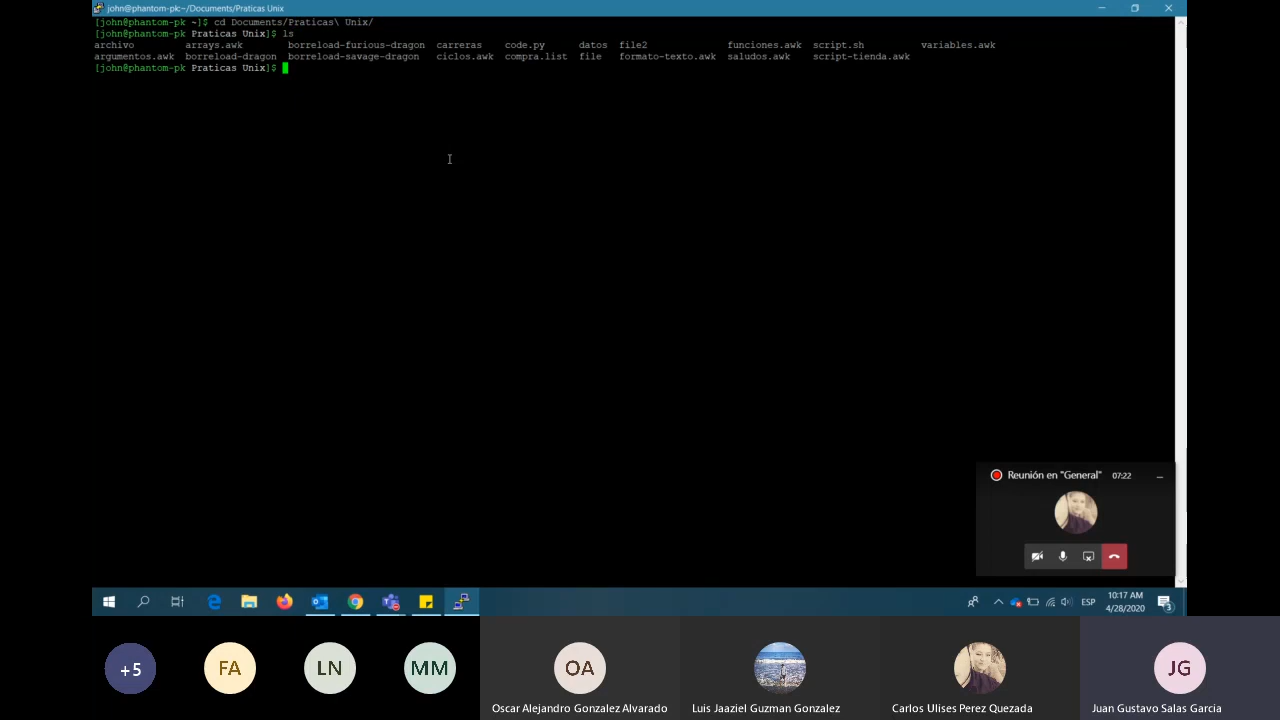 john@phantom-pk:~/Documents/Praticas\ Unix
[john@phantom-pk ~]$ cd Documents/Praticas\ Unix/
[john@phantom-pk Praticas Unix]$ ls
archivo arrays.awk borreload-furious-dragon carreras code.py datos file2 funciones.awk script.sh variables.awk
argumentos.awk borreload-dragon borreload-savage-dragon ciclos.awk compra.list file formato-texto.awk saludos.awk script-tienda.awk
[john@phantom-pk Praticas Unix]$
Reunión en "General" 07:22
ESP
10:17 AM
4/28/2020
3
+5
FA
LN
MM
OA
JG
Oscar Alejandro Gonzalez Alvarado
Luis Jaaziel Guzman Gonzalez
Carlos Ulises Perez Quezada
Juan Gustavo Salas Garcia